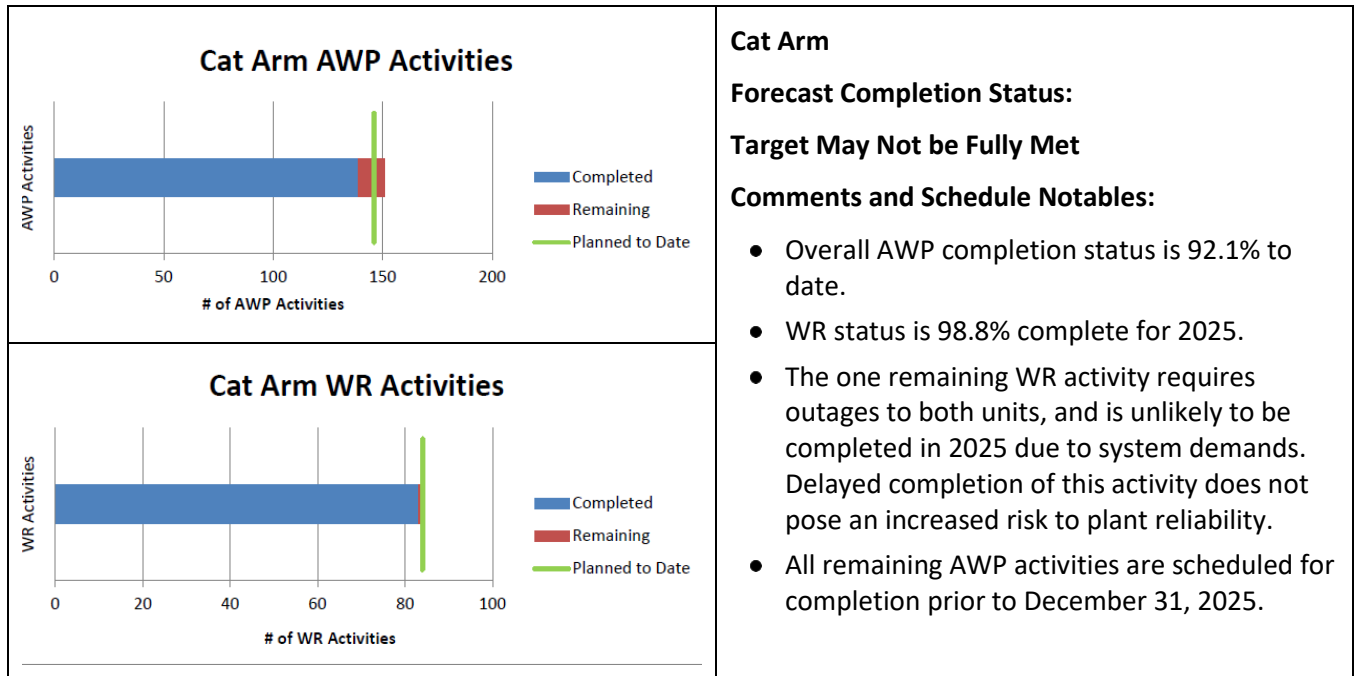 Cat Arm AWP Activities
AWP Activities
0 50 100 150 200
# of AWP Activities
Completed
Remaining
Planned to Date
Cat Arm WR Activities
WR Activities
0 20 40 60 80 100
# of WR Activities
Completed
Remaining
Planned to Date
Cat Arm
Forecast Completion Status:
Target May Not be Fully Met
Comments and Schedule Notables:
• Overall AWP completion status is 92.1% to
date.
• WR status is 98.8% complete for 2025.
• The one remaining WR activity requires
outages to both units, and is unlikely to be
completed in 2025 due to system demands.
Delayed completion of this activity does not
pose an increased risk to plant reliability.
• All remaining AWP activities are scheduled for
completion prior to December 31, 2025.